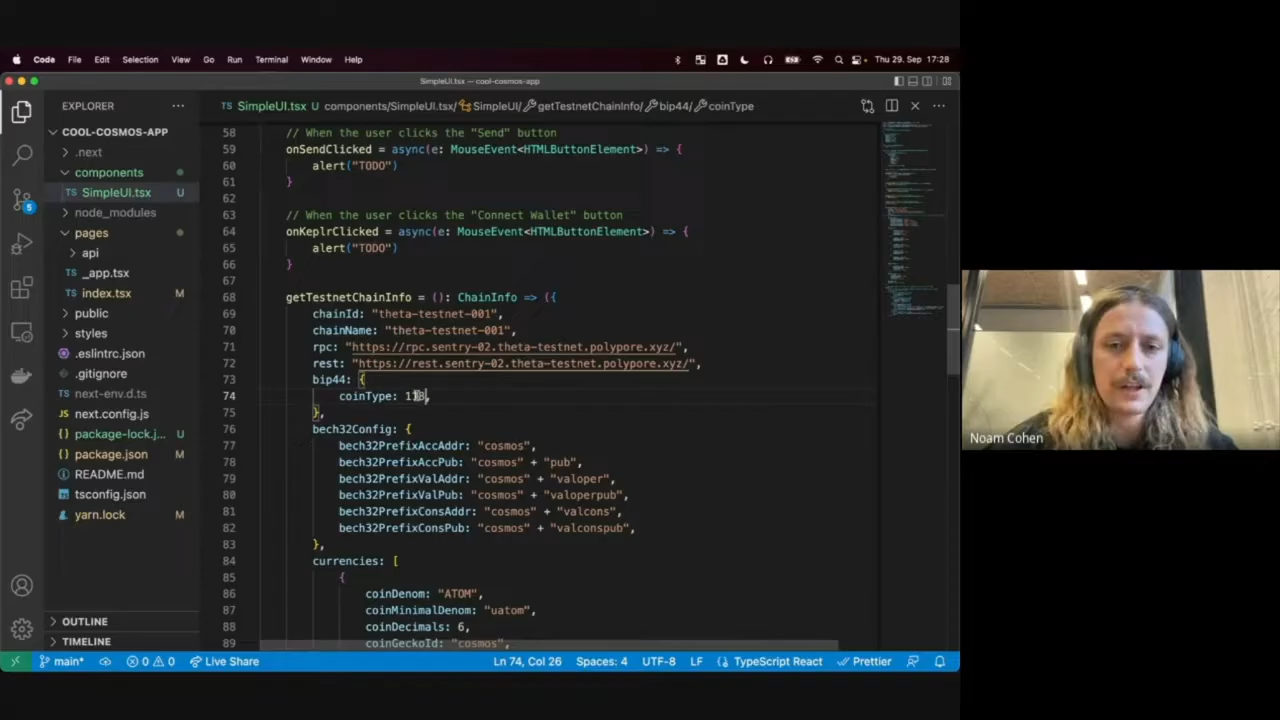 Code File Edit Selection View Go Run Terminal Window Help Thu 29. Sep 17:28
SimpleUI.tsx — cool-cosmos-app
EXPLORER
COOL-COSMOS-APP
.next
components
TS SimpleUI.tsx U
node_modules
pages
api
TS _app.tsx
TS index.tsx M
public
styles
.eslintrc.json
.gitignore
TS next-env.d.ts
JS next.config.js
{} package-lock.j... U
{} package.json M
README.md
tsconfig.json
yarn.lock M
OUTLINE
TIMELINE
5
TS SimpleUI.tsx U components/SimpleUI.tsx/ SimpleUI/ getTestnetChainInfo/ bip44/ coinType
58 // When the user clicks the "Send" button
59 onSendClicked = async(e: MouseEvent<HTMLButtonElement>) => {
60 alert("TODO")
61 }
62
63 // When the user clicks the "Connect Wallet" button
64 onKeplrClicked = async(e: MouseEvent<HTMLButtonElement>) => {
65 alert("TODO")
66 }
67
68 getTestnetChainInfo = (): ChainInfo => ({
69 chainId: "theta-testnet-001",
70 chainName: "theta-testnet-001",
71 rpc: "https://rpc.sentry-02.theta-testnet.polypore.xyz/",
72 rest: "https://rest.sentry-02.theta-testnet.polypore.xyz/",
73 bip44: {
74 coinType: 118,
75 },
76 bech32Config: {
77 bech32PrefixAccAddr: "cosmos",
78 bech32PrefixAccPub: "cosmos" + "pub",
79 bech32PrefixValAddr: "cosmos" + "valoper",
80 bech32PrefixValPub: "cosmos" + "valoperpub",
81 bech32PrefixConsAddr: "cosmos" + "valcons",
82 bech32PrefixConsPub: "cosmos" + "valconspub",
83 },
84 currencies: [
85 {
86 coinDenom: "ATOM",
87 coinMinimalDenom: "uatom",
88 coinDecimals: 6,
89 coinGeckoId: "cosmos",
main* 0 0 Live Share Ln 74, Col 26 Spaces: 4 UTF-8 LF TypeScript React Prettier
Noam Cohen